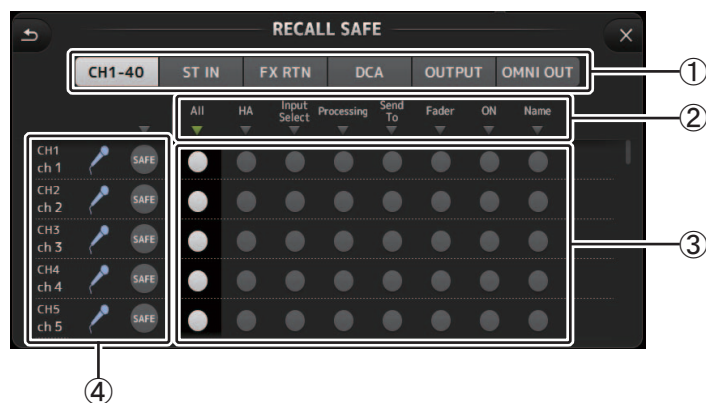 RECALL SAFE
CH1-40 ST IN FX RTN DCA OUTPUT OMNI OUT
①
All HA Input Select Processing Send To Fader ON Name
②
CH1
ch 1 SAFE
CH2
ch 2 SAFE
CH3
ch 3 SAFE
③
CH4
ch 4 SAFE
CH5
ch 5 SAFE
④